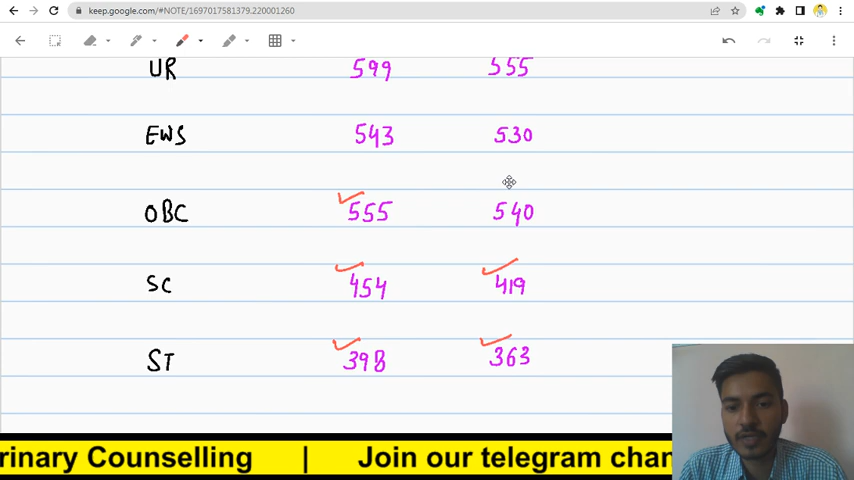 keep.google.com/#NOTE/1697017581379.220001260
UR 599 555
EWS 543 530
OBC 555 540
SC 454 419
ST 398 363
rinary Counselling | Join our telegram chan